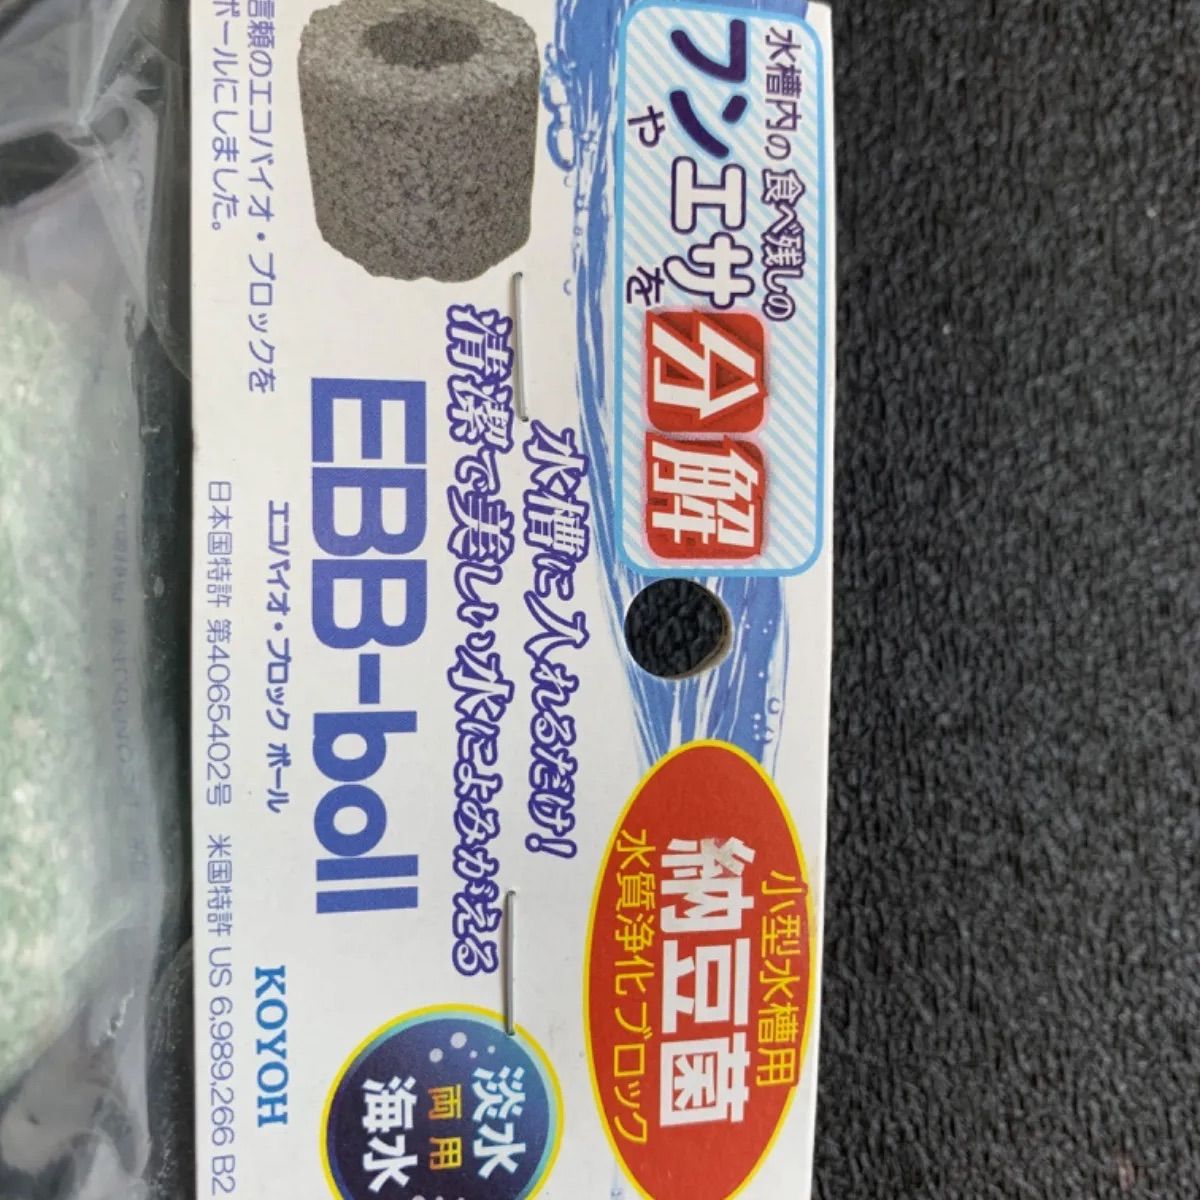 水槽内の食べ残しの
フンやエサを分解
小型水槽用
納豆菌
水質浄化ブロック
水槽に入れるだけ!
清潔で美しい水によみがえる
EBB-boll
エコバイオ・ブロック ボール
信頼のエコバイオ・ブロックを
ボールにしました。
淡水
両用
海水
KOYOH
日本国特許 第4065402号 米国特許 US 6,989,266 B2